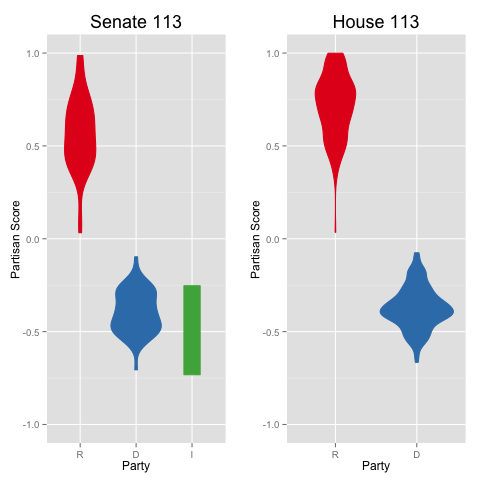 Senate 113
Partisan Score
1.0
0.5
0.0
-0.5
-1.0
R D I
Party
House 113
Partisan Score
1.0
0.5
0.0
-0.5
-1.0
R D
Party